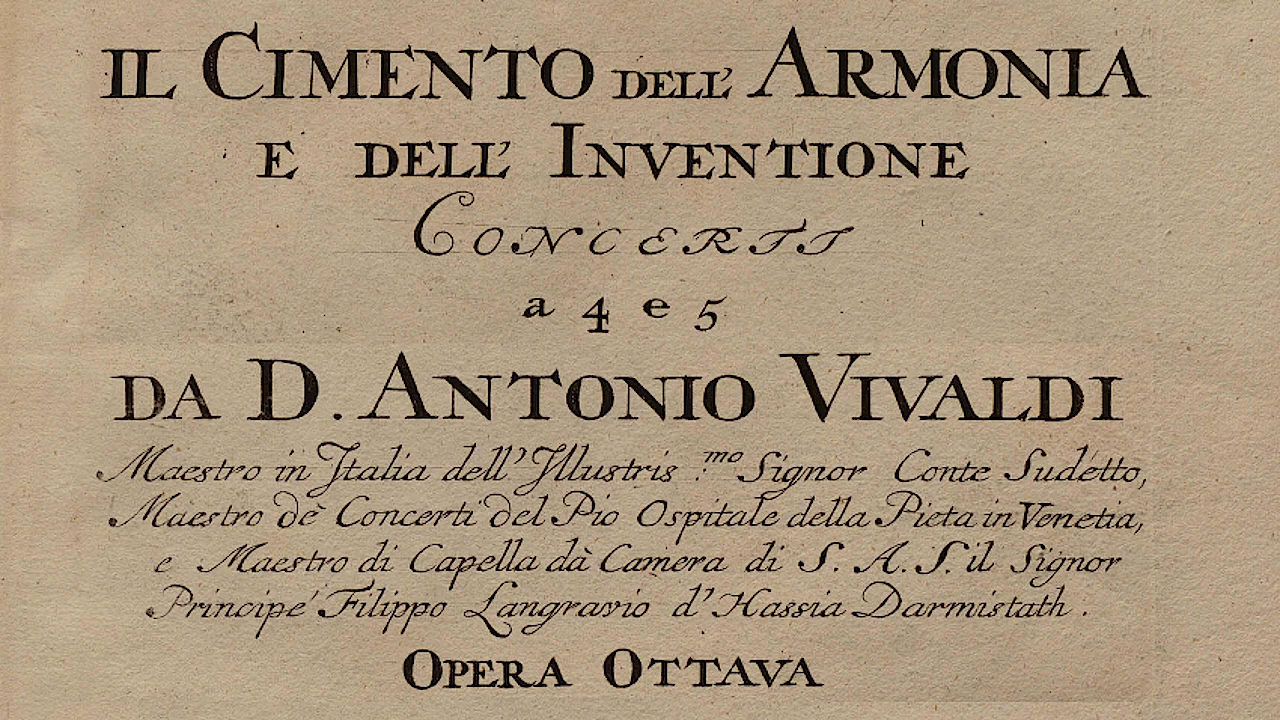 IL CIMENTO DELL' ARMONIA
E DELL' INVENTIONE
CONCERTI
a 4 e 5
DA D. ANTONIO VIVALDI
Maestro in Italia dell' Illustris .mo Signor Conte Sudetto,
Maestro dè Concerti del Pio Ospitale della Pieta in Venetia,
e Maestro di Capella dà Camera di S. A. S. il Signor
Principé Filippo Langravio d' Hassia Darmistath.
OPERA OTTAVA